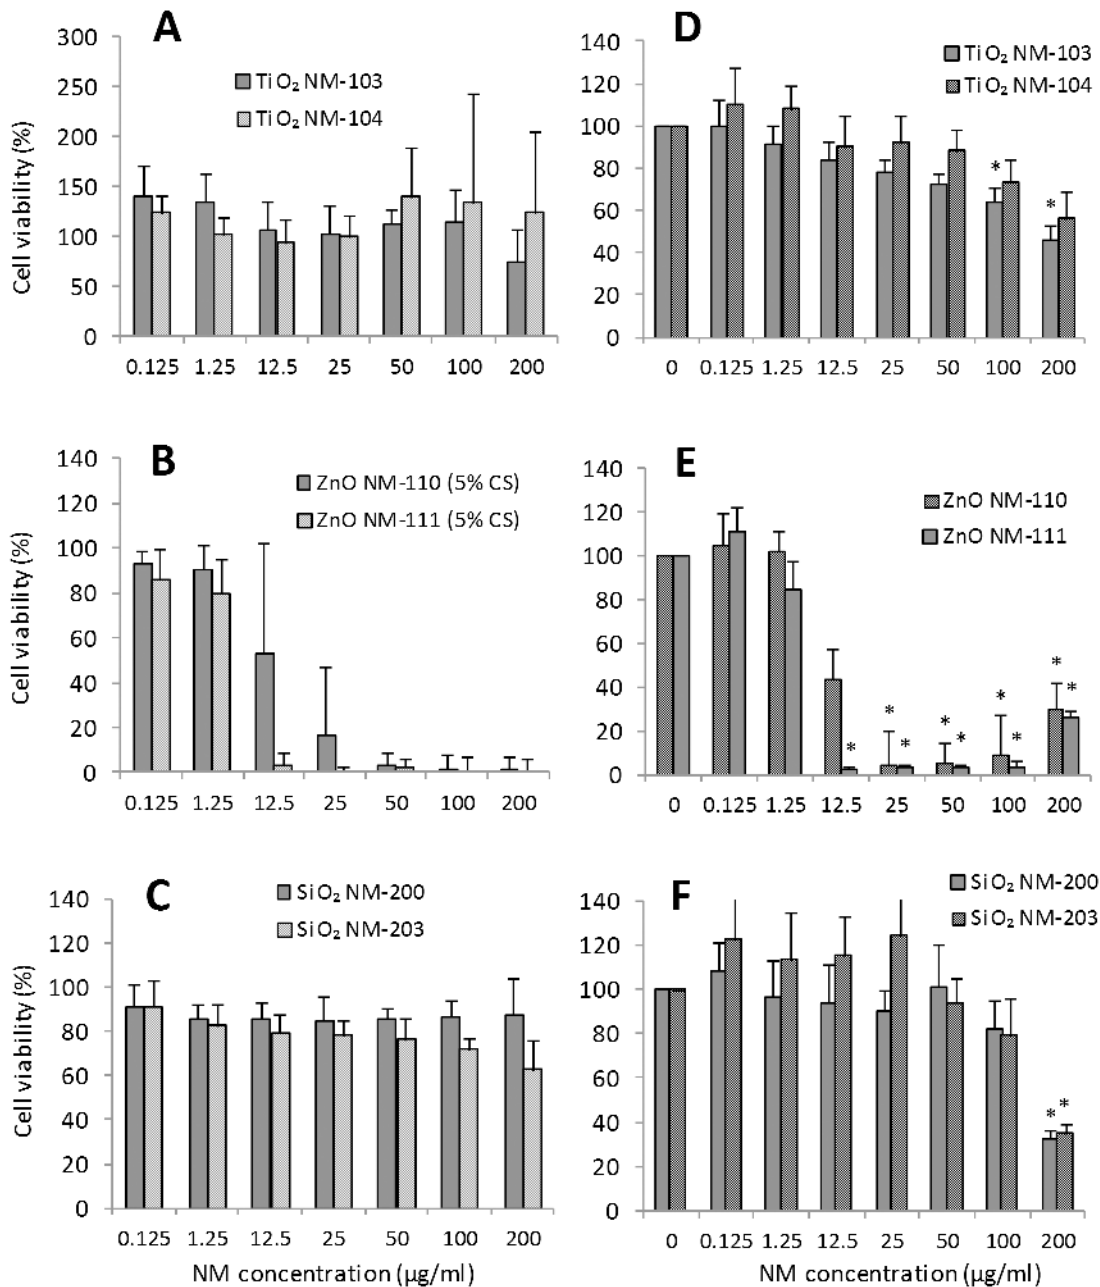 A
300
250
200
150
100
50
0
Cell viability (%)
TiO₂ NM-103
TiO₂ NM-104
0.125 1.25 12.5 25 50 100 200
D
140
120
100
80
60
40
20
0
TiO₂ NM-103
TiO₂ NM-104
* *
0 0.125 1.25 12.5 25 50 100 200
B
140
120
100
80
60
40
20
0
Cell viability (%)
ZnO NM-110 (5% CS)
ZnO NM-111 (5% CS)
0.125 1.25 12.5 25 50 100 200
E
140
120
100
80
60
40
20
0
ZnO NM-110
ZnO NM-111
* * * * * * * * *
0 0.125 1.25 12.5 25 50 100 200
C
140
120
100
80
60
40
20
0
Cell viability (%)
SiO₂ NM-200
SiO₂ NM-203
0.125 1.25 12.5 25 50 100 200
NM concentration (µg/ml)
F
140
120
100
80
60
40
20
0
SiO₂ NM-200
SiO₂ NM-203
* *
0 0.125 1.25 12.5 25 50 100 200
NM concentration (µg/ml)